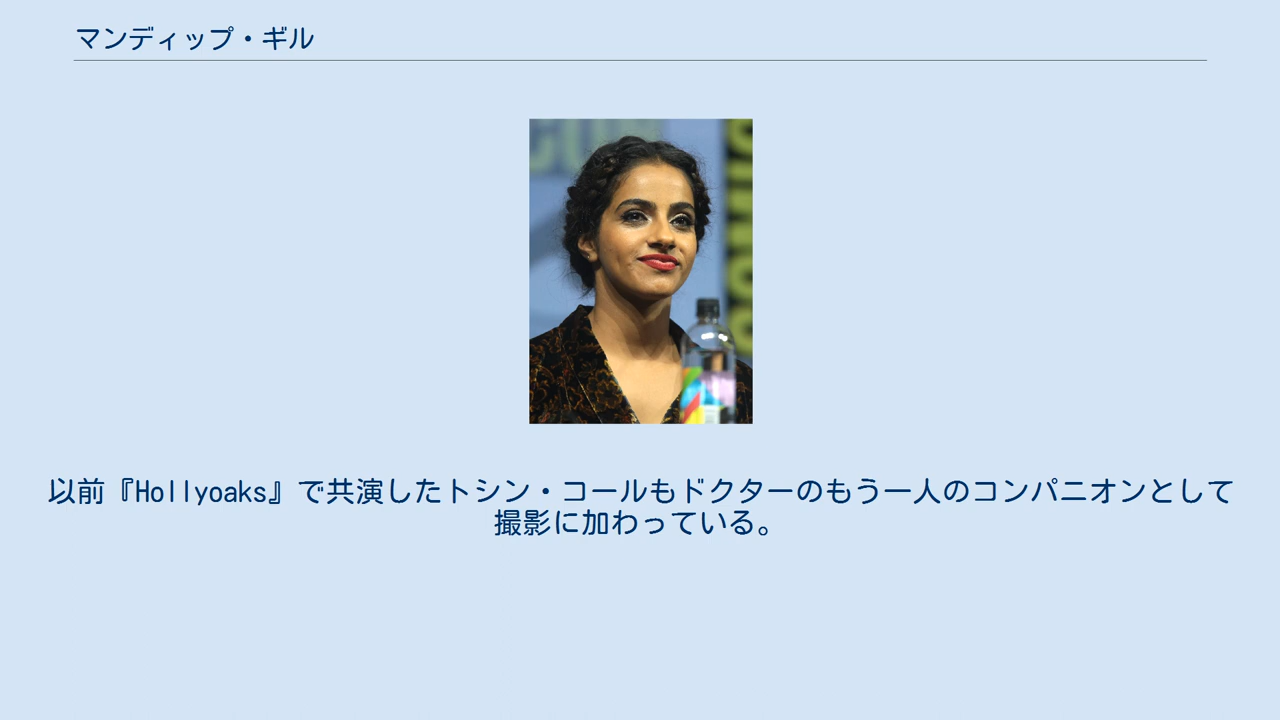 マンディップ・ギル
以前『Hollyoaks』で共演したトシン・コールもドクターのもう一人のコンパニオンとして
撮影に加わっている。